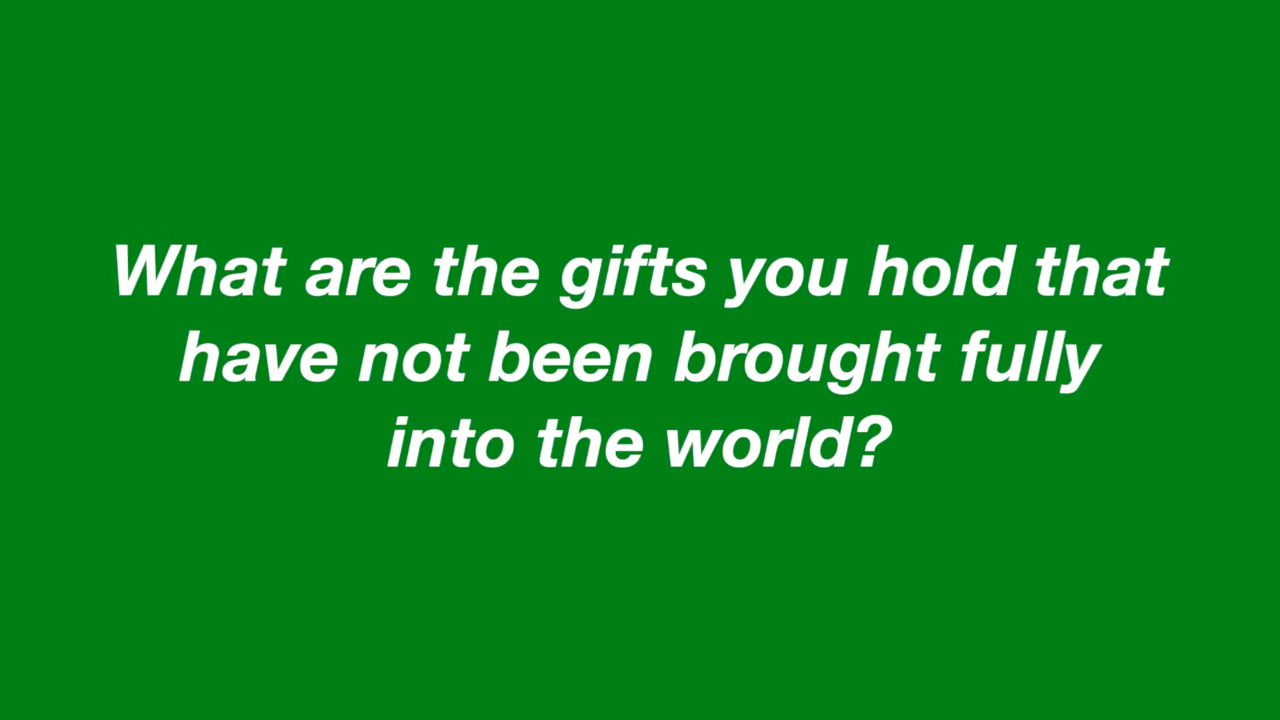 What are the gifts you hold that
have not been brought fully
into the world?